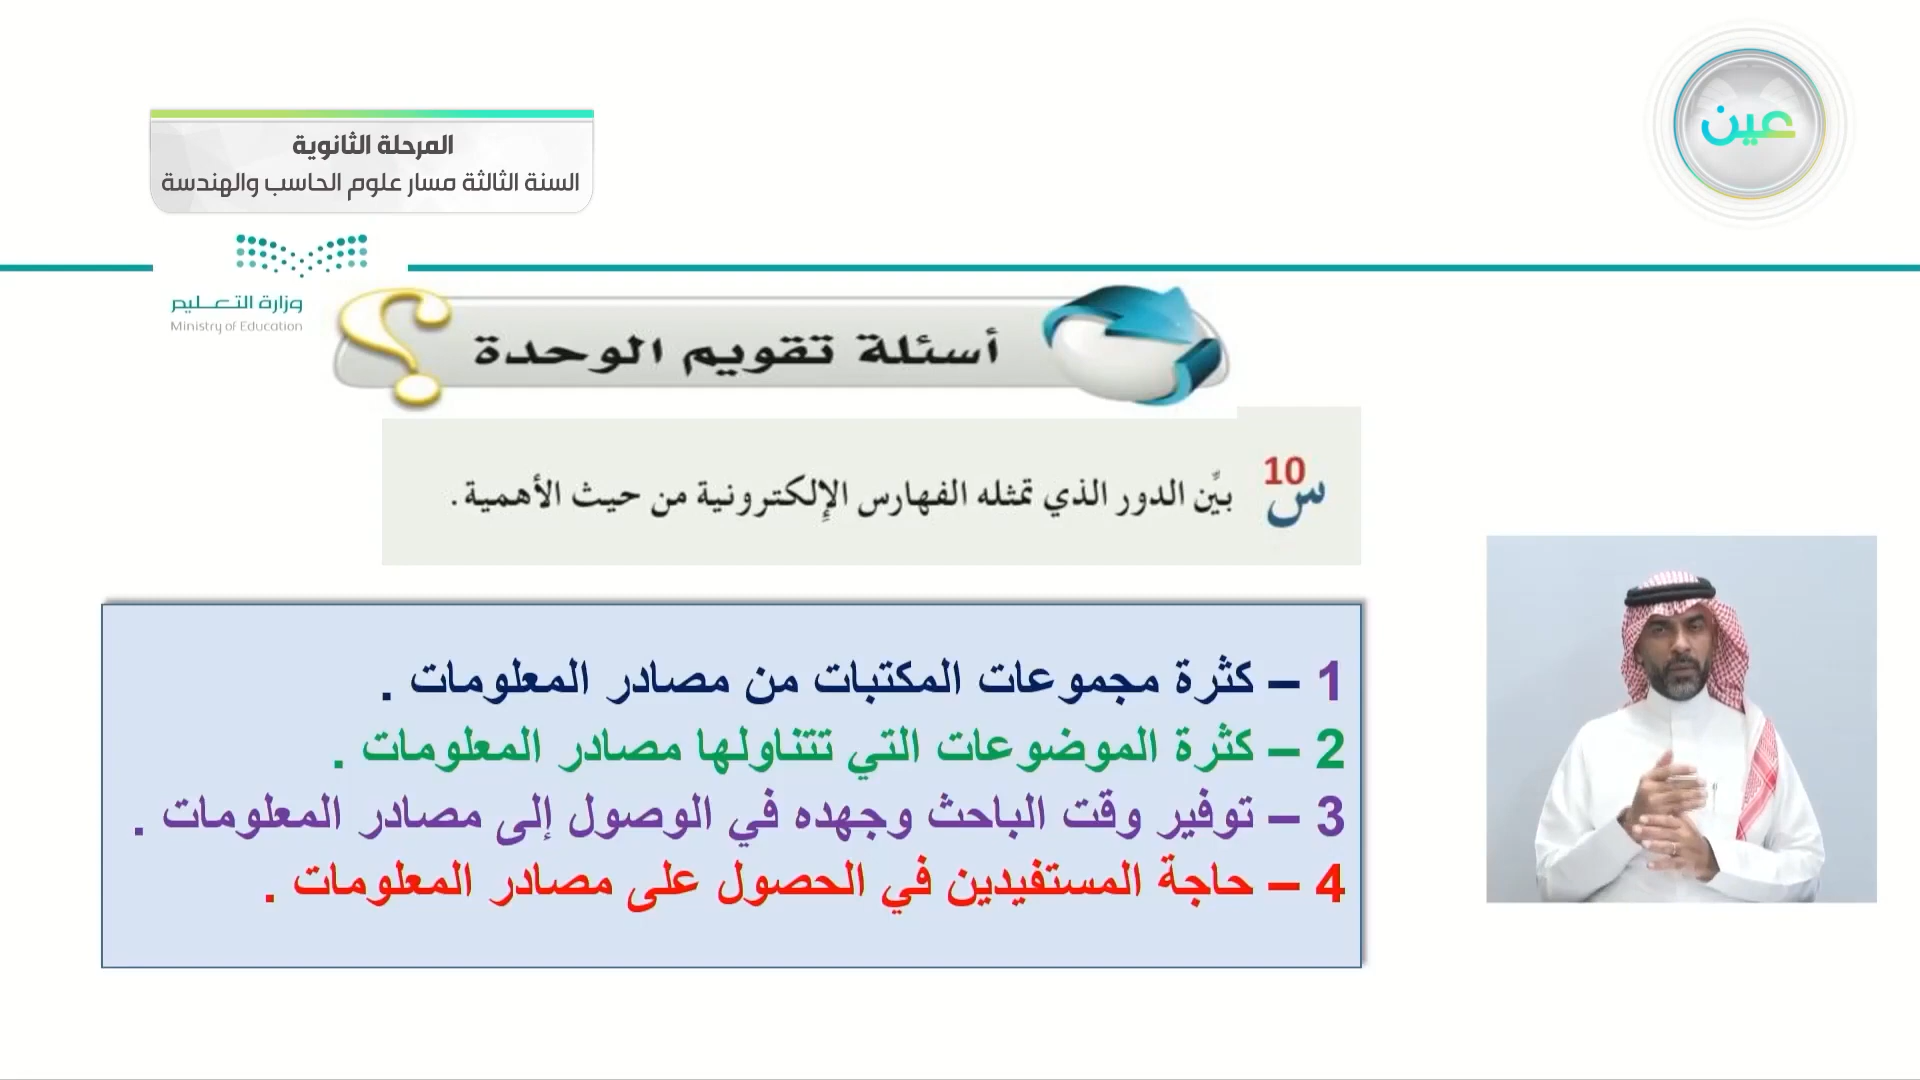 عين
المرحلة الثانوية
السنة الثالثة مسار علوم الحاسب والهندسة
وزارة التعليم
Ministry of Education
أسئلة تقويم الوحدة
س10 بيِّن الدور الذي تمثله الفهارس الإِلكترونية من حيث الأهمية.
1 – كثرة مجموعات المكتبات من مصادر المعلومات .
2 – كثرة الموضوعات التي تتناولها مصادر المعلومات .
3 – توفير وقت الباحث وجهده في الوصول إلى مصادر المعلومات .
4 – حاجة المستفيدين في الحصول على مصادر المعلومات .